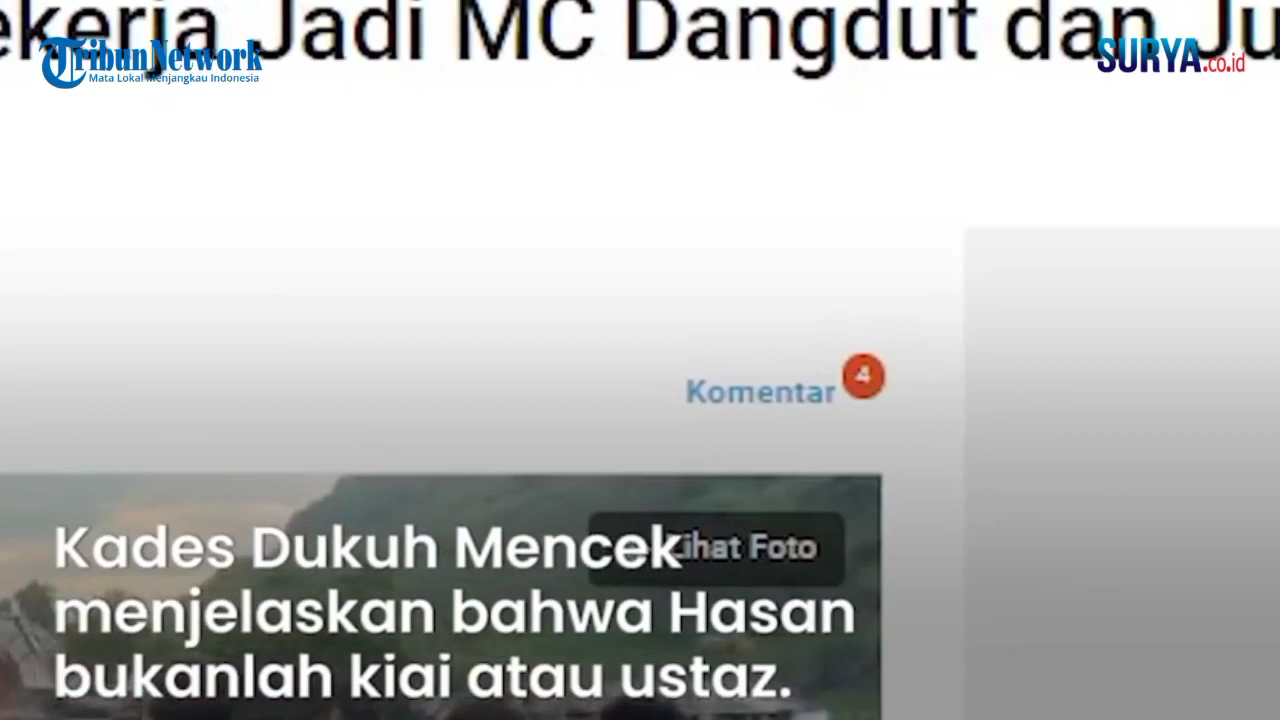 ekerja Jadi MC Dangdut dan Ju
TribunNetwork
Mata Lokal Menjangkau Indonesia
SURYA.co.id
Komentar 4
Lihat Foto
Kades Dukuh Mencek
menjelaskan bahwa Hasan
bukanlah kiai atau ustaz.